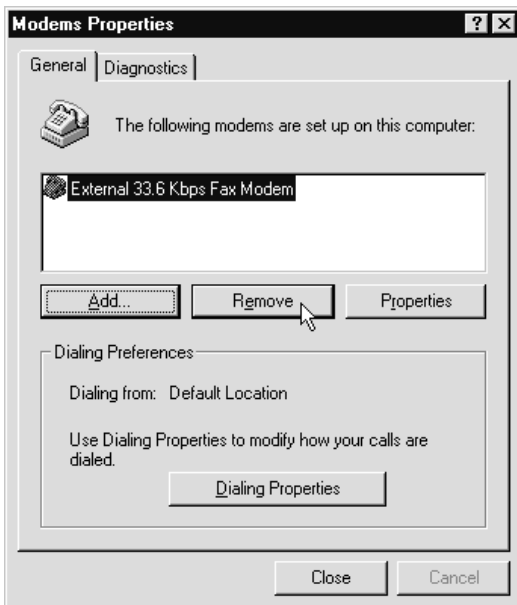 Modems Properties
General Diagnostics
The following modems are set up on this computer:
External 33.6 Kbps Fax Modem
Add... Remove Properties
Dialing Preferences
Dialing from: Default Location
Use Dialing Properties to modify how your calls are
dialed.
Dialing Properties
Close Cancel